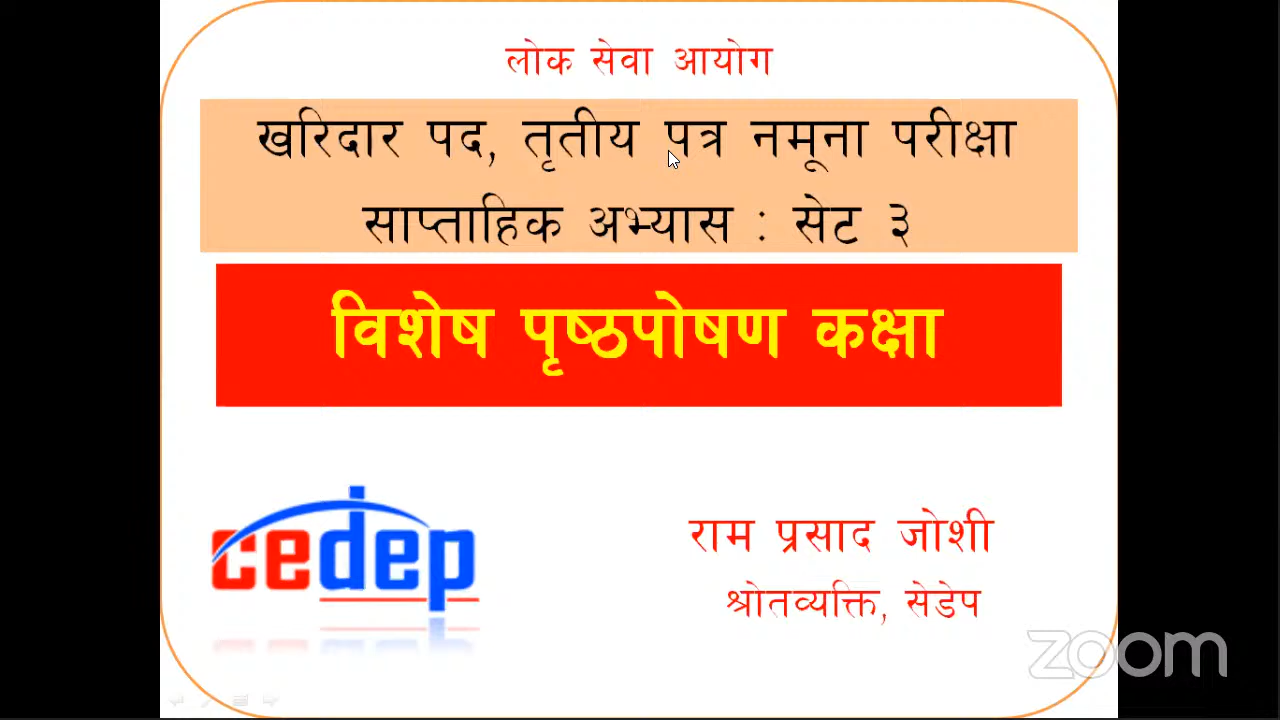 लोक सेवा आयोग
खरिदार पद, तृतीय पत्र नमूना परीक्षा
साप्ताहिक अभ्यास : सेट ३
विशेष पृष्ठपोषण कक्षा
cedep
राम प्रसाद जोशी
श्रोतव्यक्ति, सेडेप
zoom